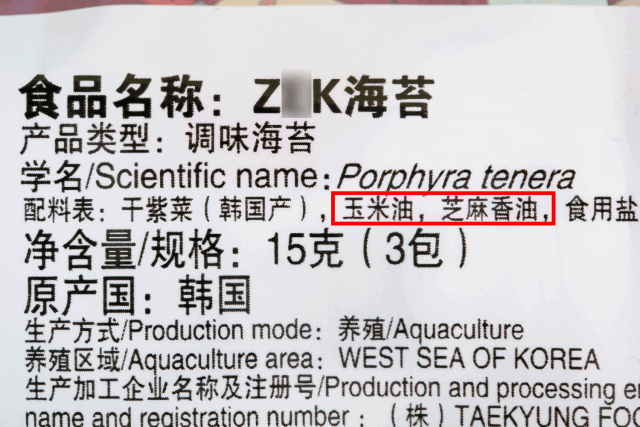 食品名称：Z K海苔
产品类型：调味海苔
学名/Scientific name:Porphyra tenera
配料表：干紫菜（韩国产），玉米油，芝麻香油，食用盐
净含量/规格：15克（3包）
原产国：韩国
生产方式/Production mode：养殖/Aquaculture
养殖区域/Aquaculture area：WEST SEA OF KOREA
生产加工企业名称及注册号/Production and processing
name and registration number：（株）TAEKYUNG